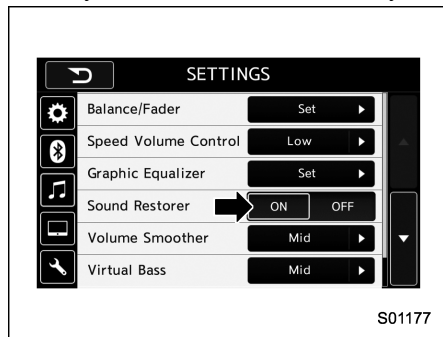 SETTINGS
Balance/Fader Set
Speed Volume Control Low
Graphic Equalizer Set
Sound Restorer ON OFF
Volume Smoother Mid
Virtual Bass Mid
S01177